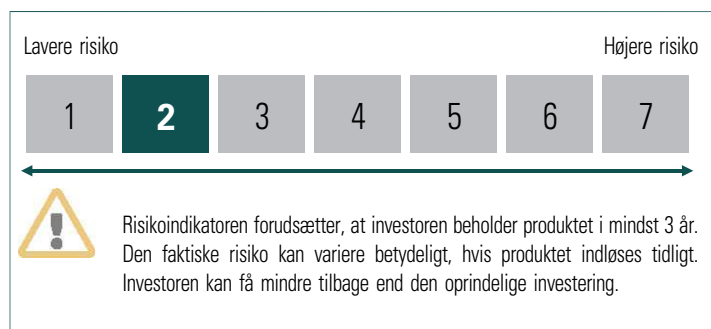 Lavere risiko Højere risiko
1 2 3 4 5 6 7
Risikoindikatoren forudsætter, at investoren beholder produktet i mindst 3 år.
Den faktiske risiko kan variere betydeligt, hvis produktet indløses tidligt.
Investoren kan få mindre tilbage end den oprindelige investering.